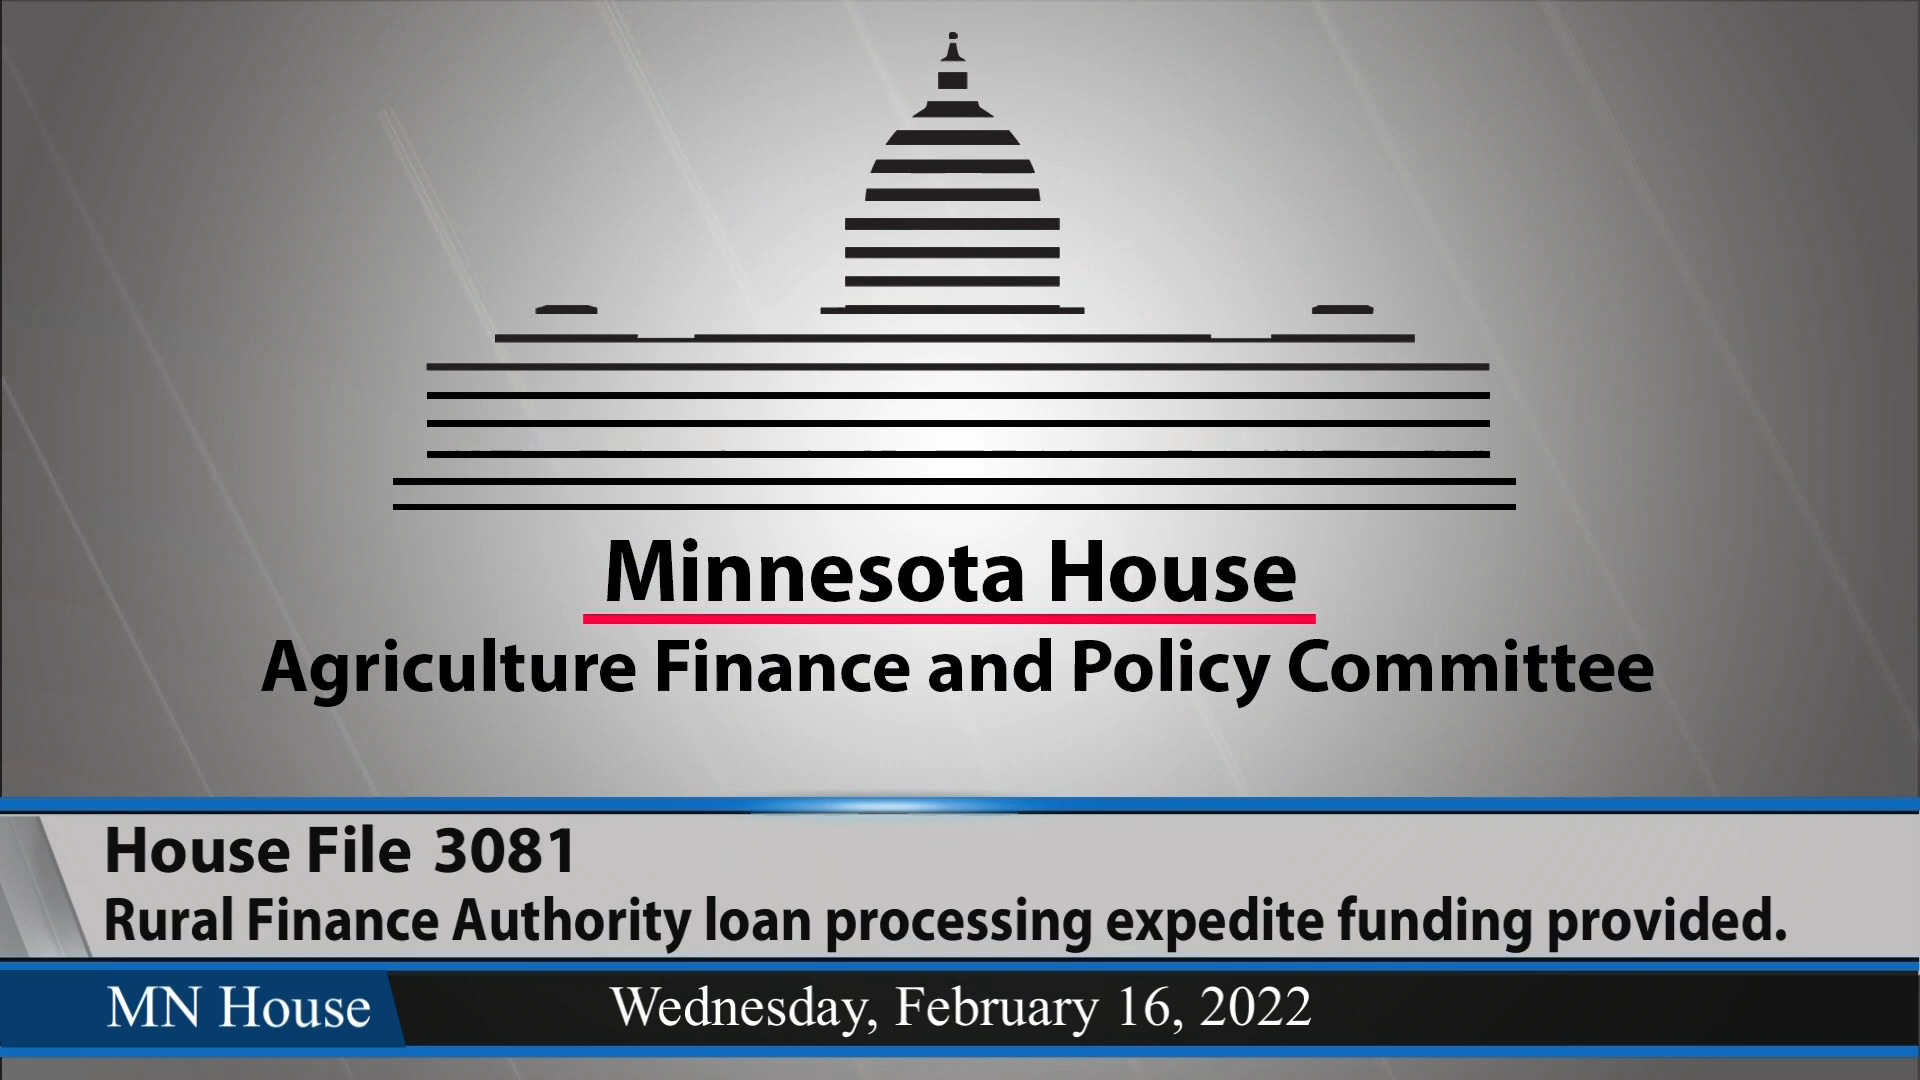 Minnesota House
Agriculture Finance and Policy Committee
House File 3081
Rural Finance Authority loan processing expedite funding provided.
MN House
Wednesday, February 16, 2022